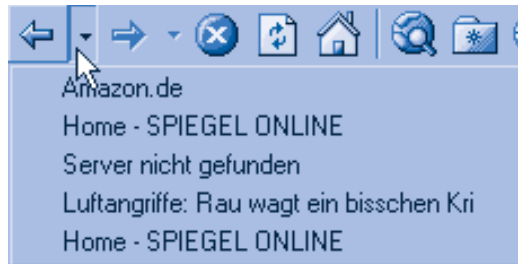 Amazon.de
Home - SPIEGEL ONLINE
Server nicht gefunden
Luftangriffe: Rau wagt ein bisschen Kri
Home - SPIEGEL ONLINE